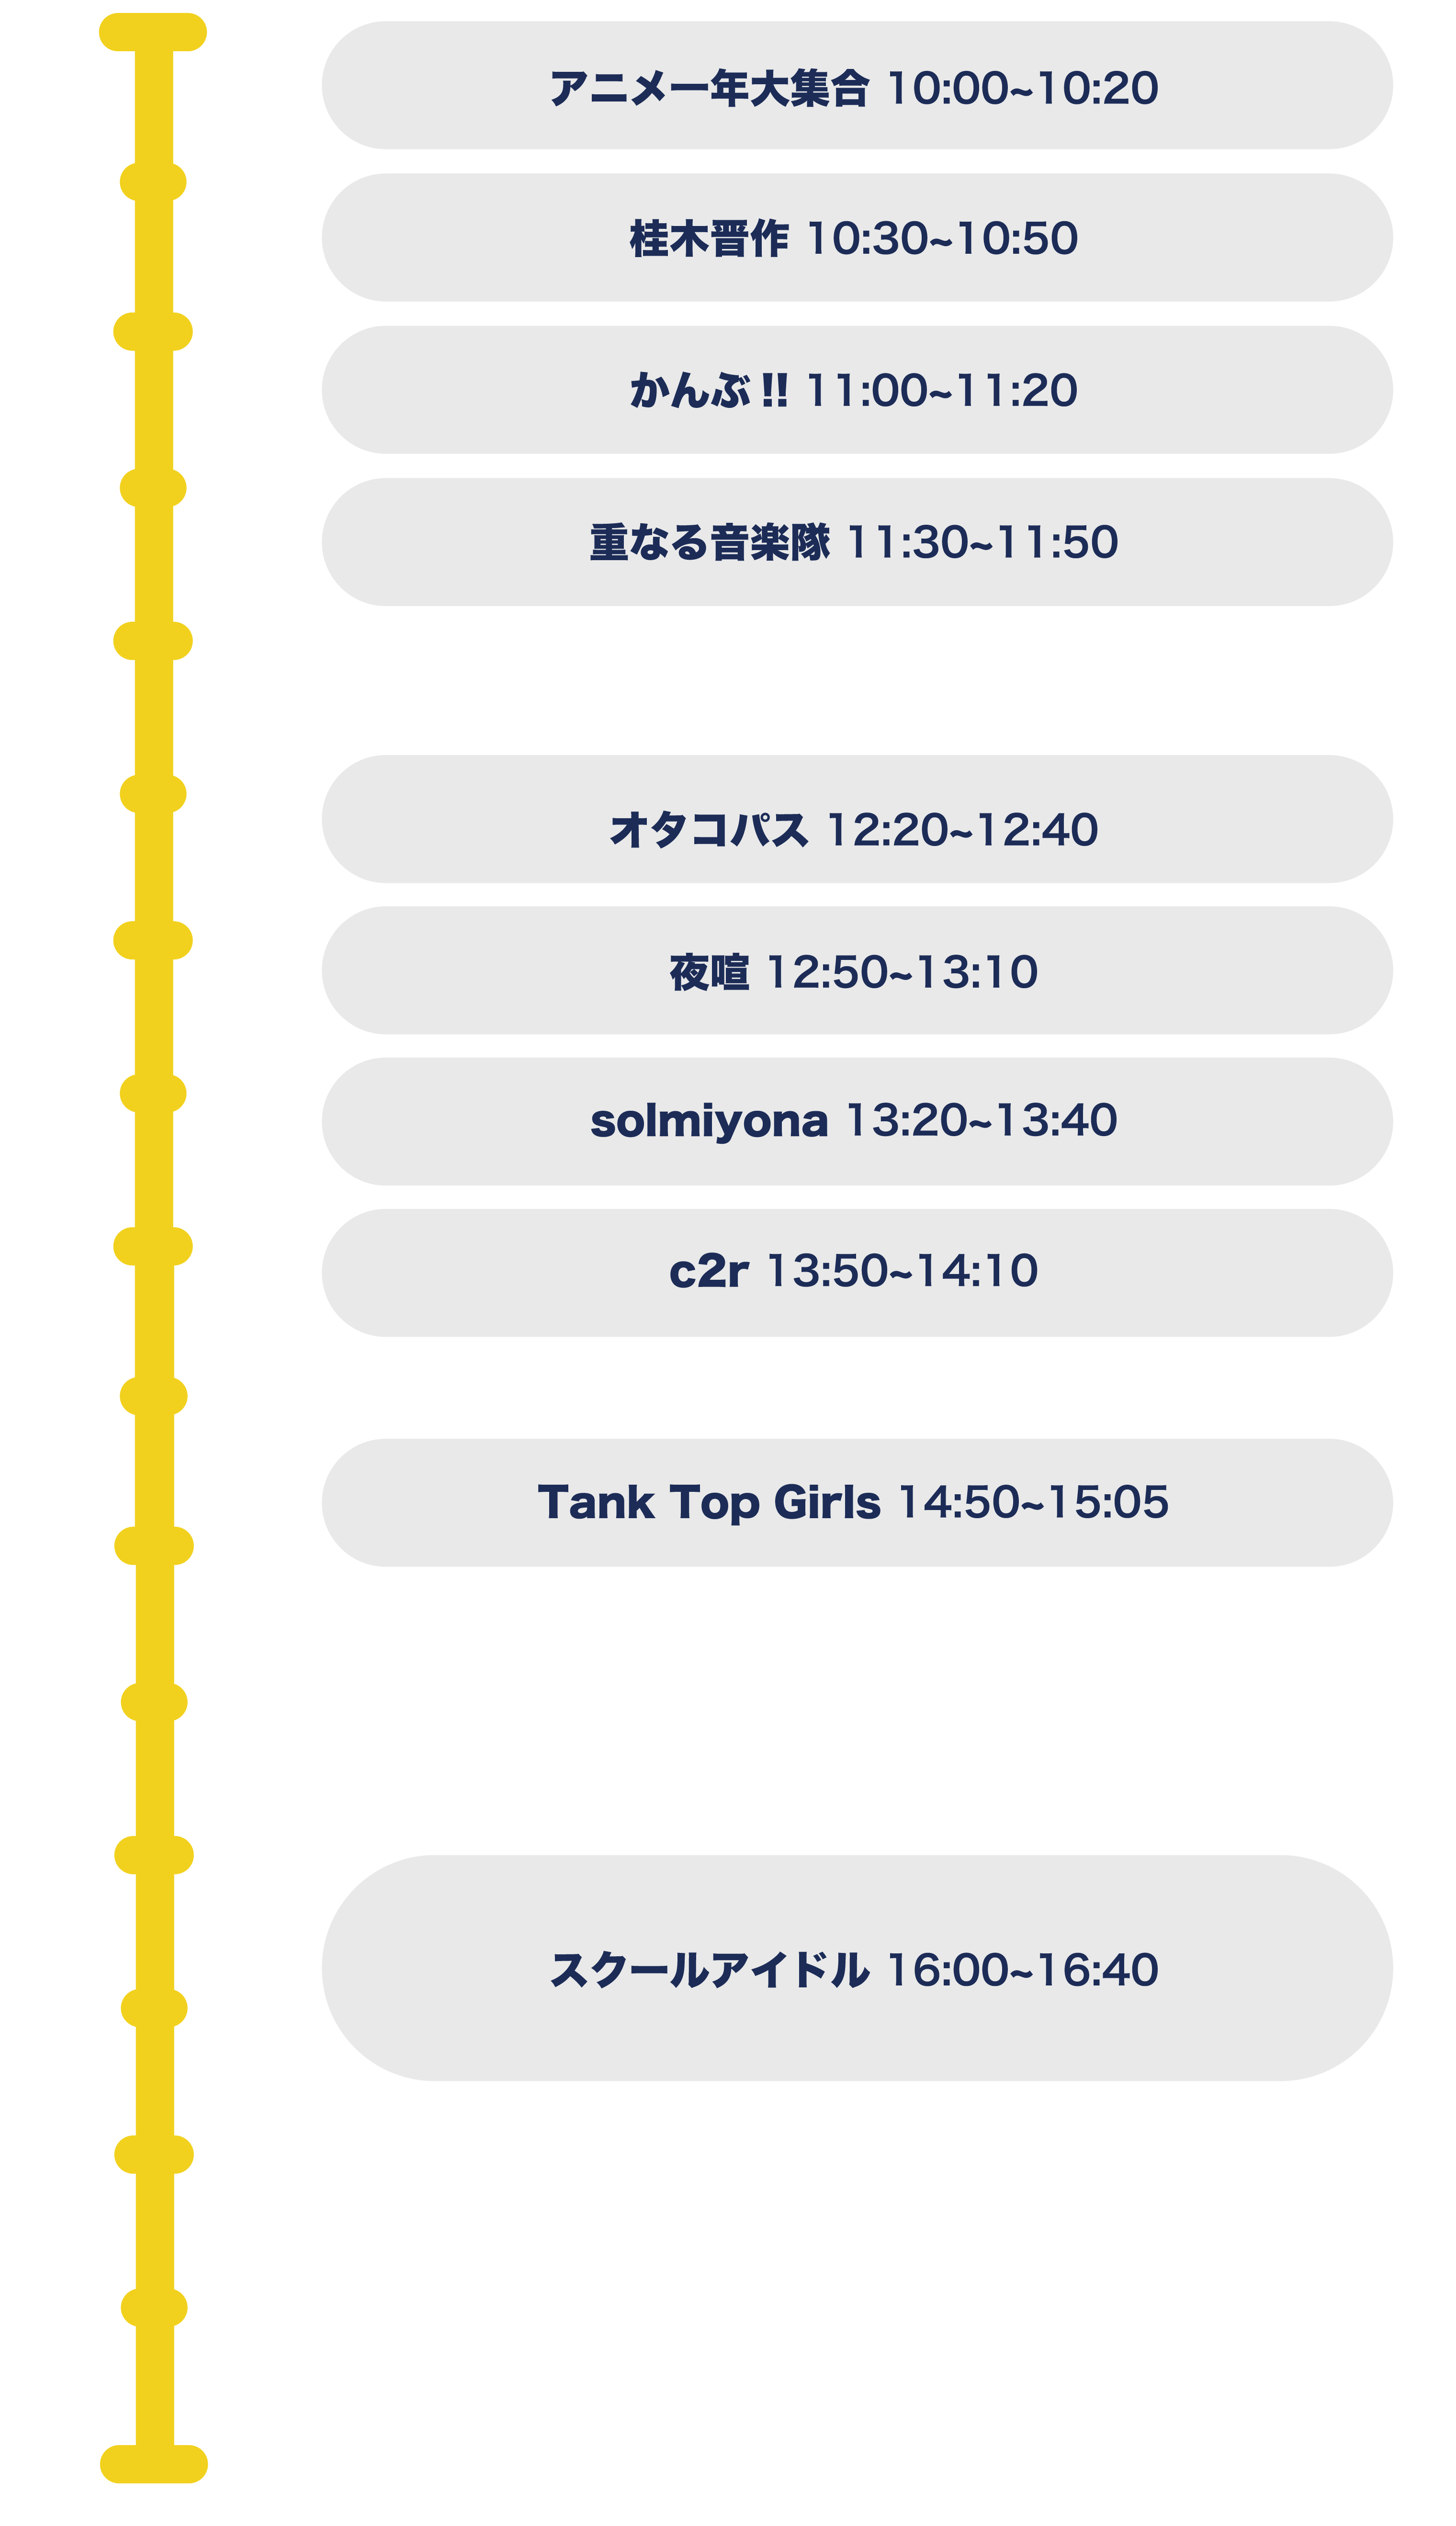 アニメ一年大集合 10:00~10:20
桂木晋作 10:30~10:50
かんぶ!! 11:00~11:20
重なる音楽隊 11:30~11:50
オタコパス 12:20~12:40
夜喧 12:50~13:10
solmiyona 13:20~13:40
c2r 13:50~14:10
Tank Top Girls 14:50~15:05
スクールアイドル 16:00~16:40